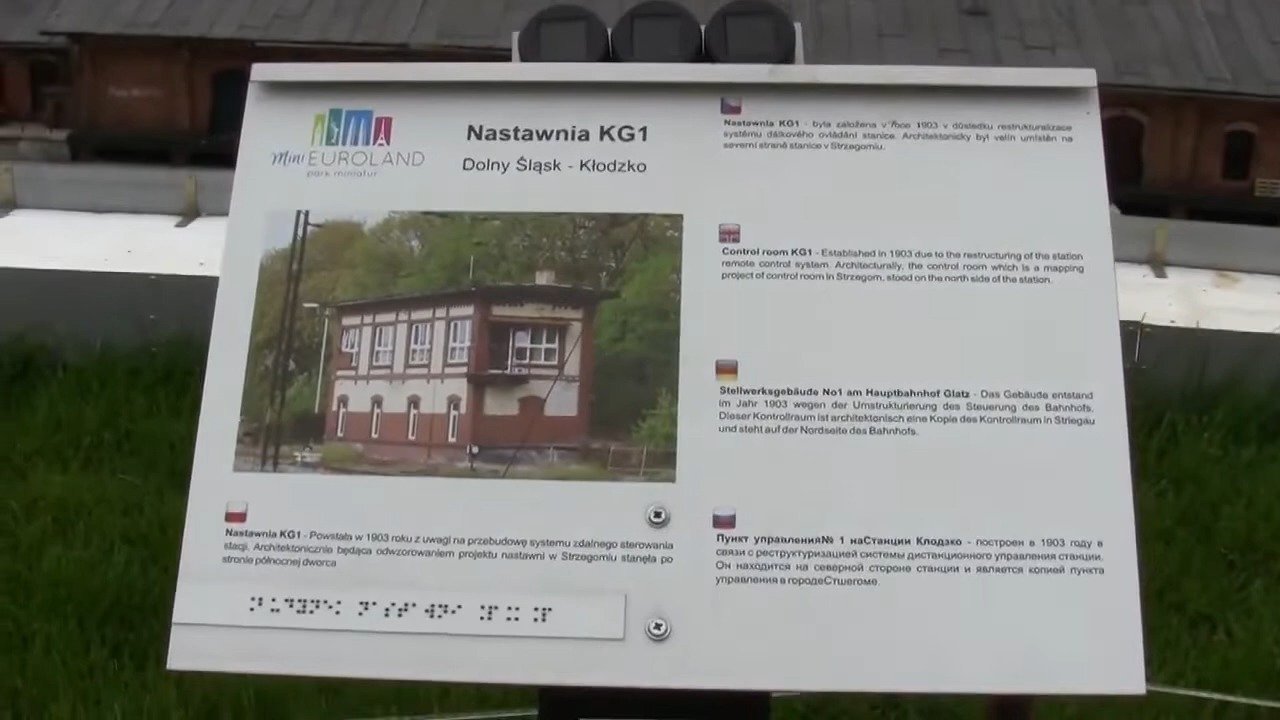 Mini EUROLAND
park miniatur
Nastawnia KG1
Dolny Śląsk - Kłodzko
Nastawnia KG1 - Powstała w 1903 roku z uwagi na przebudowę systemu zdalnego sterowania
stacji. Architektonicznie będąca odwzorowaniem projektu nastawni w Strzegomiu stanęła po
stronie północnej dworca
Nastawnia KG1 - byla založena v roce 1903 v důsledku restrukturalizace
systému dálkového ovládání stanice. Architektonicky byl velín umístěn na
severní straně stanice v Strzegomiu.
Control room KG1 - Established in 1903 due to the restructuring of the station
remote control system. Architecturally, the control room which is a mapping
project of control room in Strzegom, stood on the north side of the station.
Stellwerksgebäude No1 am Hauptbahnhof Glatz - Das Gebäude entstand
im Jahr 1903 wegen der Umstrukturierung des Steuerung des Bahnhofs.
Dieser Kontrollraum ist architektonisch eine Kopie des Kontrollraum in Striegau
und steht auf der Nordseite des Bahnhofs.
Пункт управления№ 1 наСтанции Клодзко - построен в 1903 году в
связи с реструктуризацией системы дистанционного управления станции.
Он находится на северной стороне станции и является копией пункта
управления в городеСтшегоме.